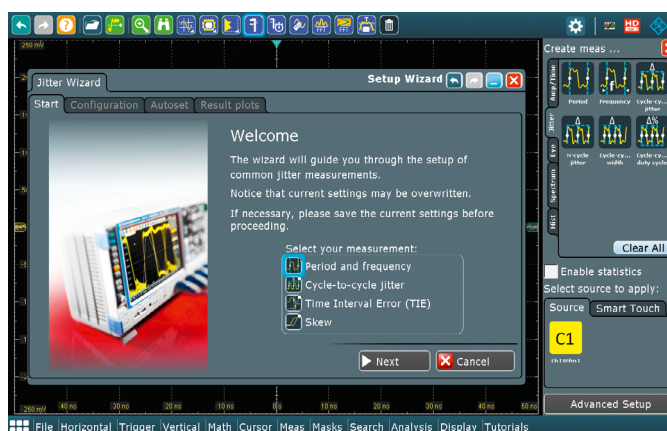 HD
250 mV
Create meas ...
Jitter Wizard
Setup Wizard
Start
Configuration
Autoset
Result plots
Welcome
The wizard will guide you through the setup of
common jitter measurements.
Notice that current settings may be overwritten.
If necessary, please save the current settings before
proceeding.
Select your measurement:
Period and frequency
Cycle-to-cycle jitter
Time Interval Error (TIE)
Skew
Next
Cancel
Amp/Time
Jitter
Eye
Spectrum
Hist
Period
Frequency
Cycle-cy...
jitter
N-cycle
jitter
Cycle-cy...
width
Cycle-cy...
duty cycle
Clear All
Enable statistics
Select source to apply:
Source
Smart Touch
C1
Ch1Wfm1
Advanced Setup
-250 mV
-40 ns
-30 ns
-20 ns
-10 ns
0 s
10 ns
20 ns
30 ns
40 ns
50 ns
File Horizontal Trigger Vertical Math Cursor Meas Masks Search Analysis Display Tutorials